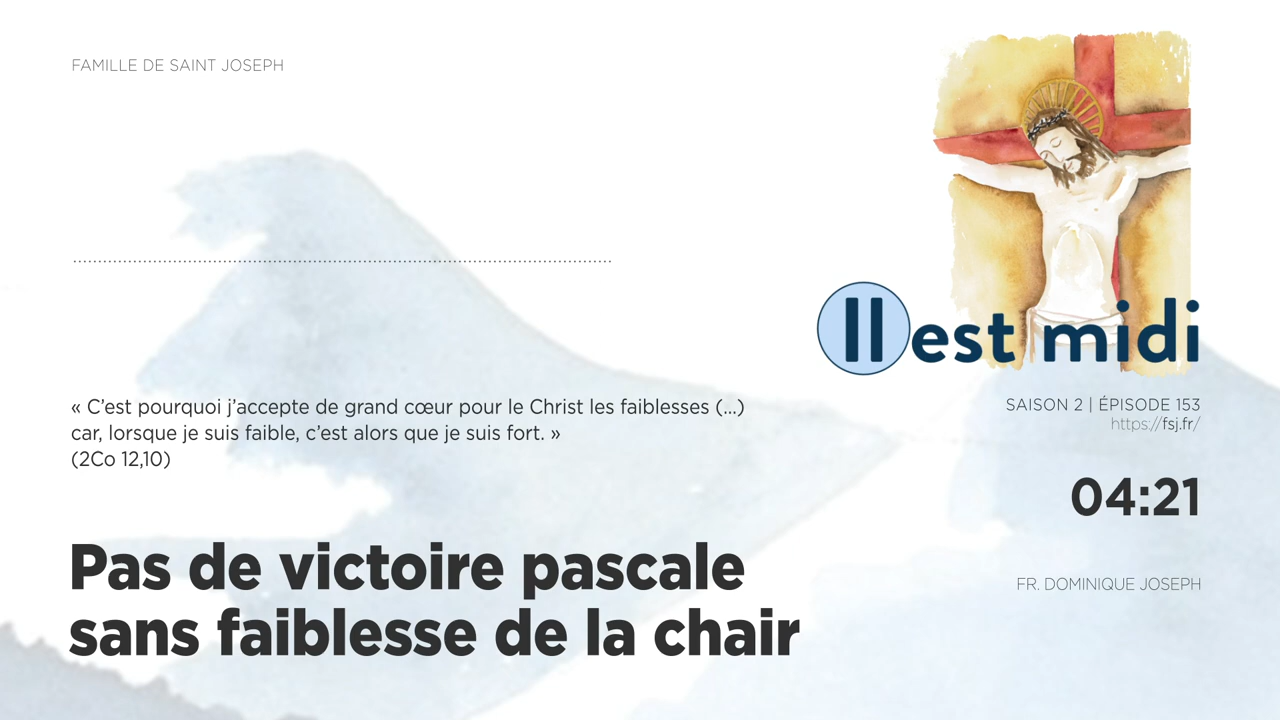 FAMILLE DE SAINT JOSEPH
Il est midi
« C’est pourquoi j’accepte de grand cœur pour le Christ les faiblesses (…)
car, lorsque je suis faible, c’est alors que je suis fort. »
(2Co 12,10)
SAISON 2 | ÉPISODE 153
https://fsj.fr/
04:21
Pas de victoire pascale
sans faiblesse de la chair
FR. DOMINIQUE JOSEPH